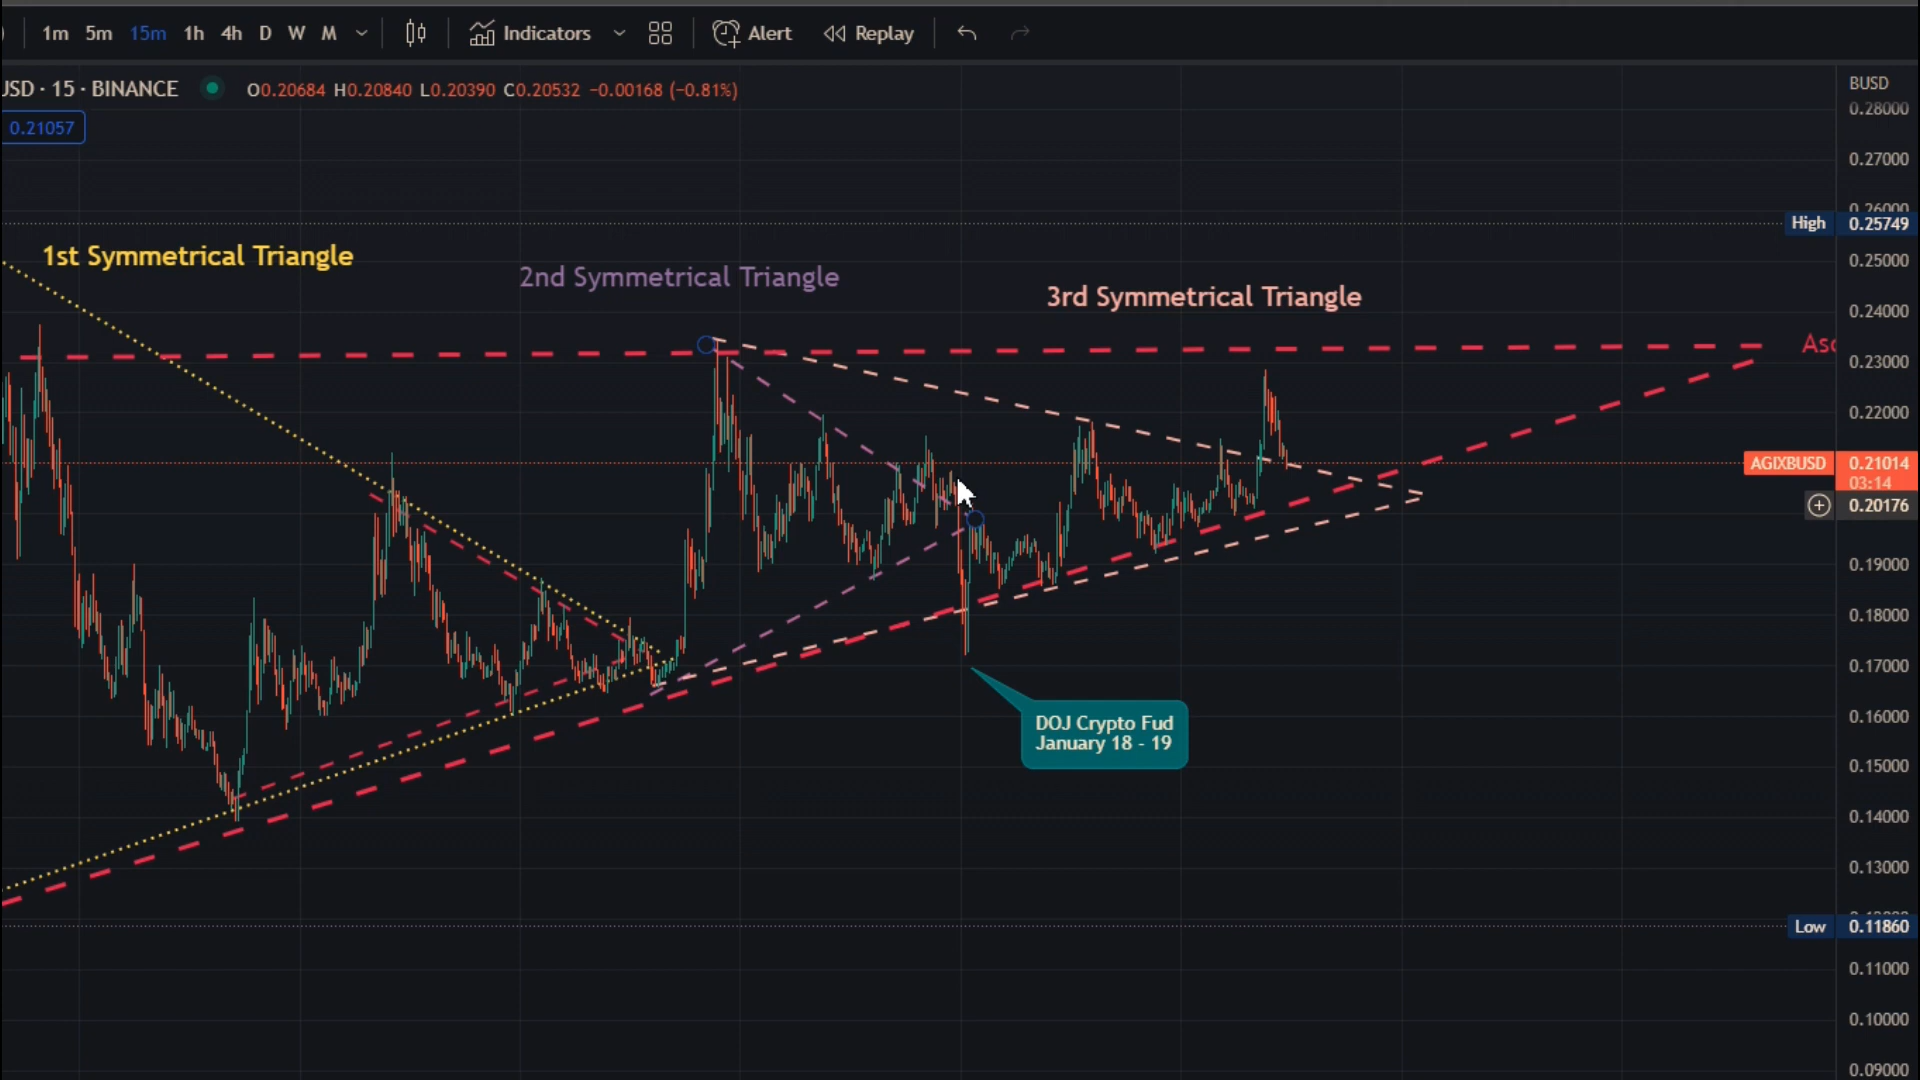 1m 5m 15m 1h 4h D W M Indicators Alert Replay
USD · 15 · BINANCE O0.20684 H0.20840 L0.20390 C0.20532 −0.00168 (−0.81%)
0.21057
BUSD
0.28000
0.27000
0.26000
High 0.25749
1st Symmetrical Triangle
2nd Symmetrical Triangle
3rd Symmetrical Triangle
0.25000
0.24000
Asc
0.23000
0.22000
AGIXBUSD 0.21014
03:14
0.20176
0.19000
0.18000
0.17000
DOJ Crypto Fud
January 18 - 19
0.16000
0.15000
0.14000
0.13000
Low 0.11860
0.11000
0.10000
0.09000